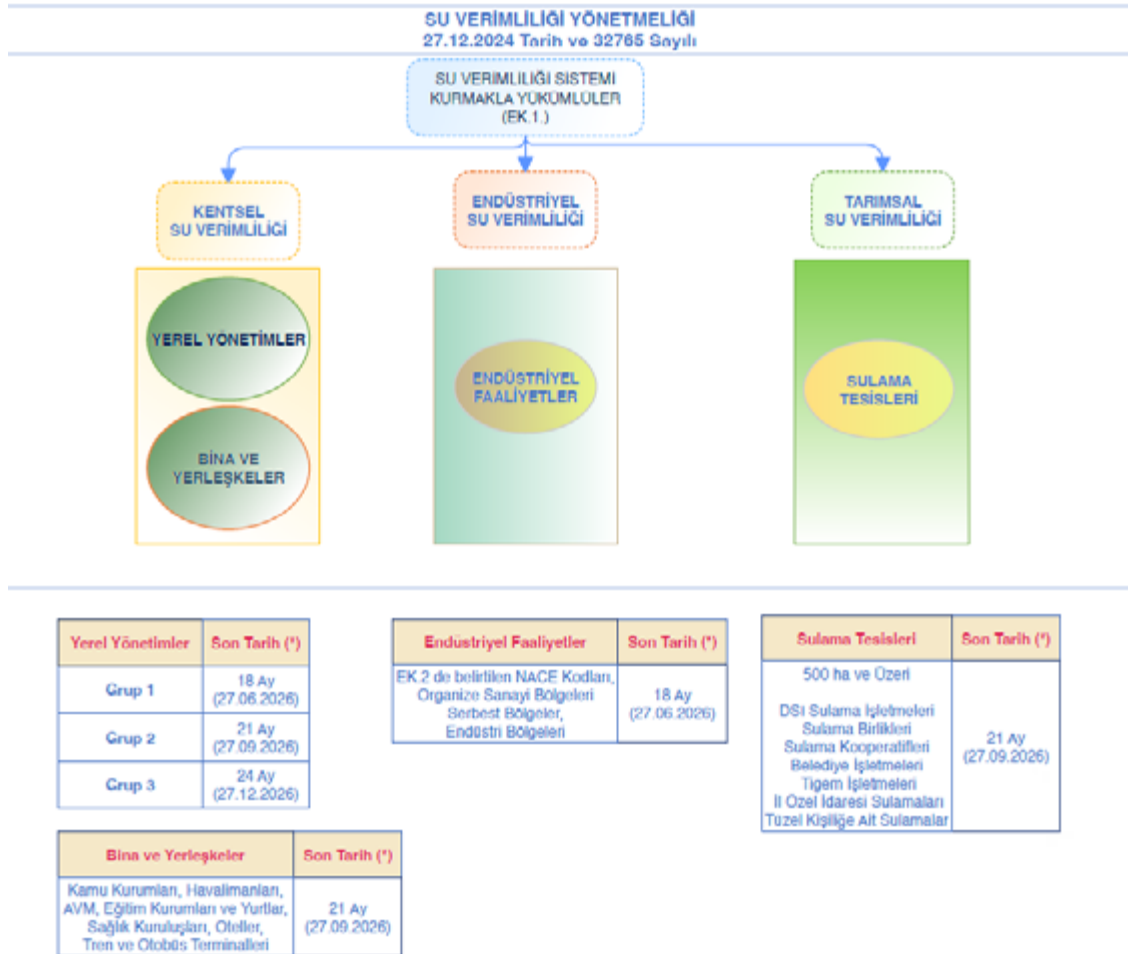 SU VERİMLİLİĞİ YÖNETMELİĞİ
27.12.2024 Tarih ve 32765 Sayılı
SU VERİMLİLİĞİ SİSTEMİ
KURMAKLA YÜKÜMLÜLER
(EK.1.)
KENTSEL
SU VERİMLİLİĞİ
ENDÜSTRİYEL
SU VERİMLİLİĞİ
TARIMSAL
SU VERİMLİLİĞİ
YEREL YÖNETİMLER
BİNA VE
YERLEŞKELER
ENDÜSTRİYEL
FAALİYETLER
SULAMA
TESİSLERİ
Yerel Yönetimler
Son Tarih (*)
Grup 1
18 Ay
(27.06.2026)
Grup 2
21 Ay
(27.09.2026)
Grup 3
24 Ay
(27.12.2026)
Endüstriyel Faaliyetler
Son Tarih (*)
EK.2 de belirtilen NACE Kodları,
Organize Sanayi Bölgeleri
Serbest Bölgeler,
Endüstri Bölgeleri
18 Ay
(27.06.2026)
Sulama Tesisleri
Son Tarih (*)
500 ha ve Üzeri
DSİ Sulama İşletmeleri
Sulama Birlikleri
Sulama Kooperatifleri
Belediye İşletmeleri
Tigem İşletmeleri
İl Özel İdaresi Sulamaları
Tüzel Kişiliğe Ait Sulamalar
21 Ay
(27.09.2026)
Bina ve Yerleşkeler
Son Tarih (*)
Kamu Kurumları, Havalimanları,
AVM, Eğitim Kurumları ve Yurtlar,
Sağlık Kuruluşları, Oteller,
Tren ve Otobüs Terminalleri
21 Ay
(27.09.2026)